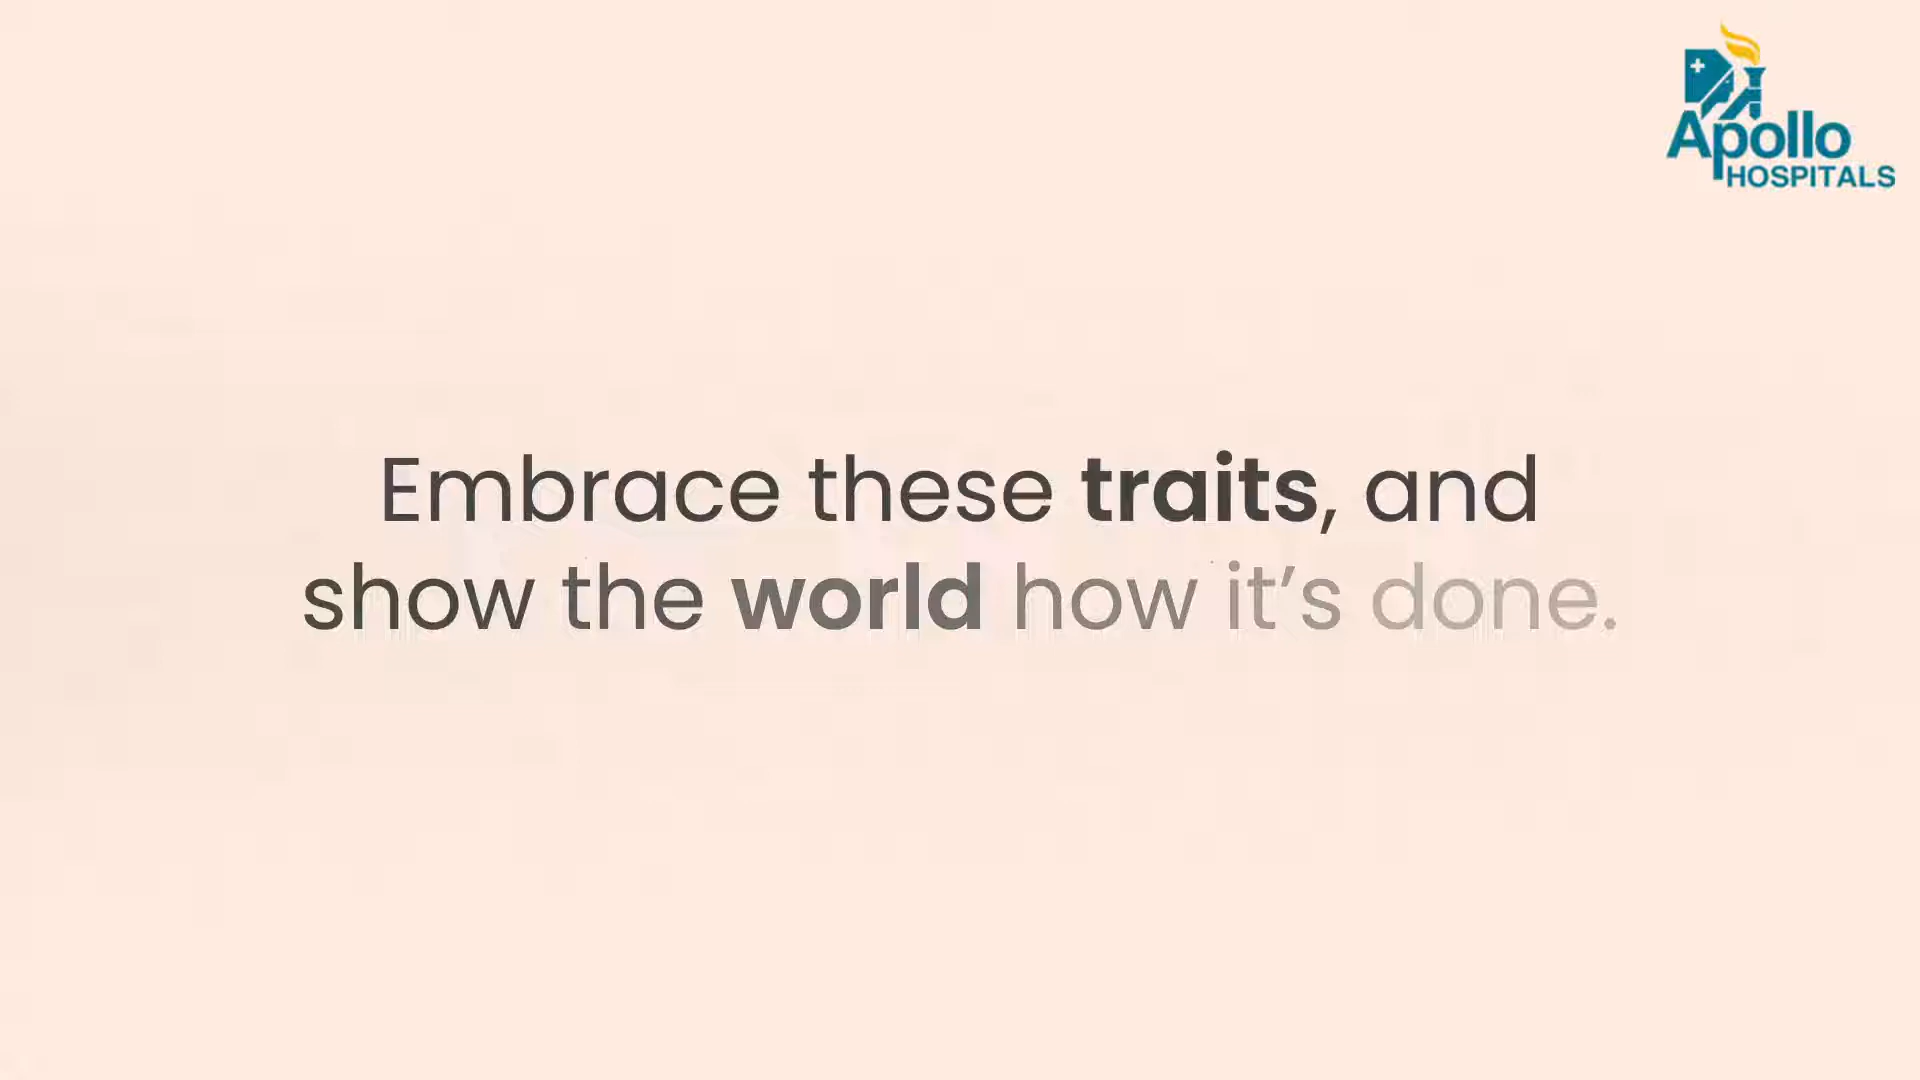 Apollo
HOSPITALS
Embrace these traits, and
show the world how it’s done.